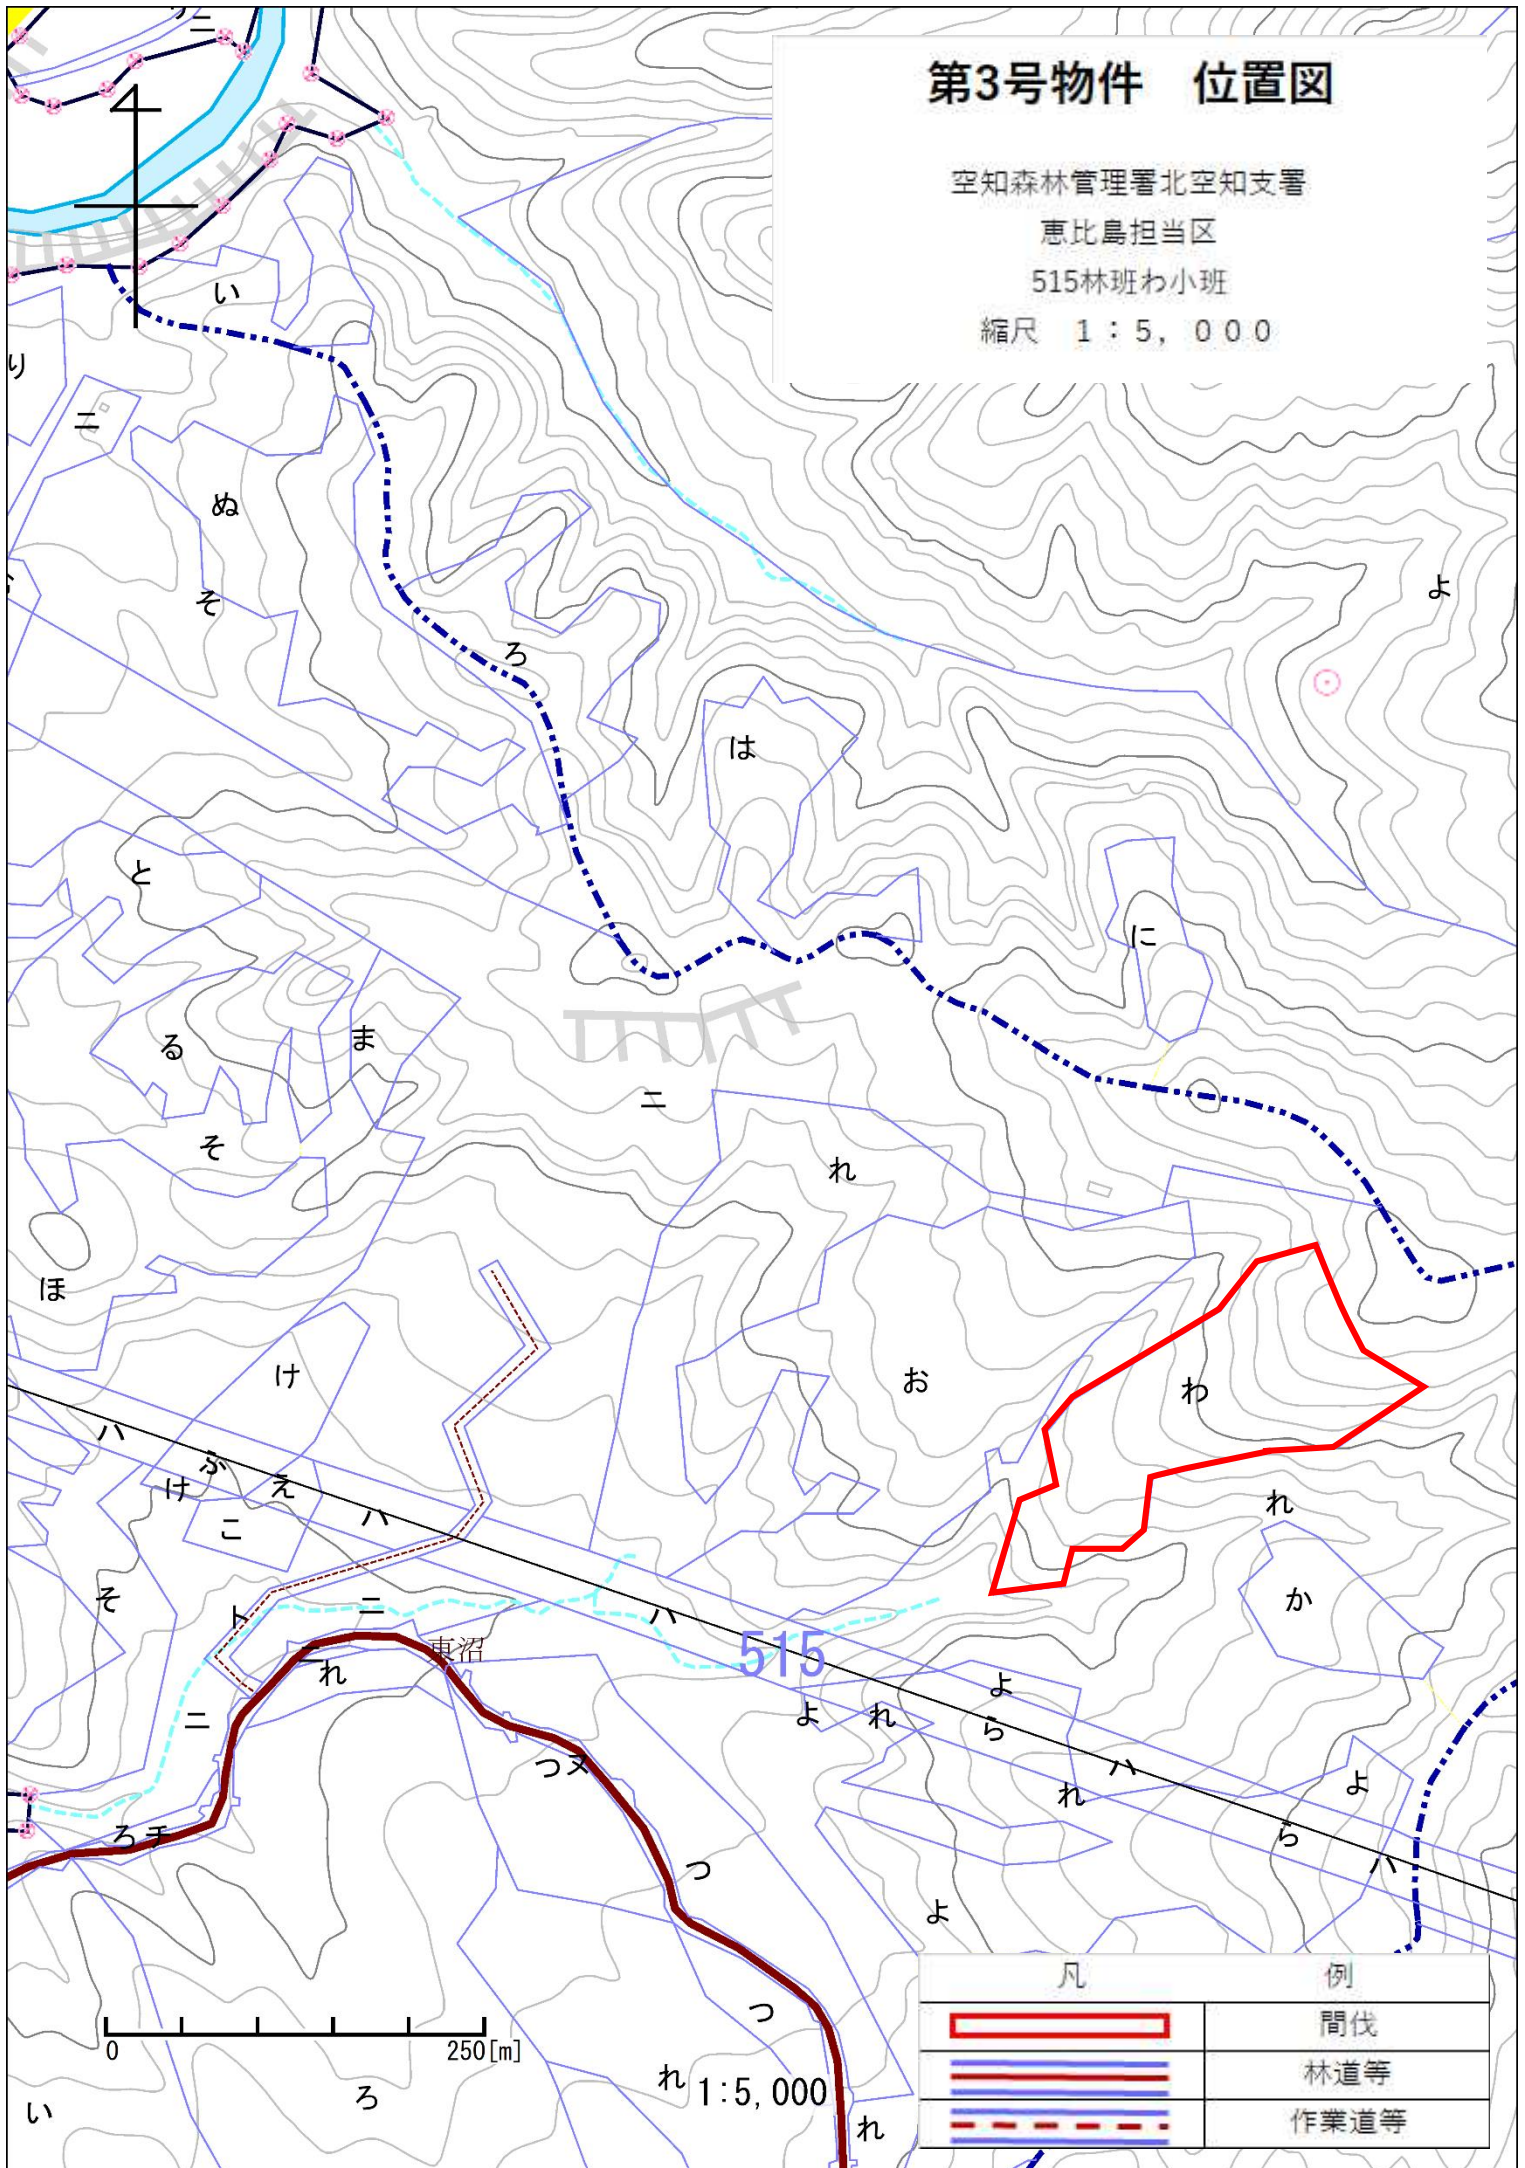 第3号物件　位置図
空知森林管理署北空知支署
恵比島担当区
515林班わ小班
縮尺　１：５，０００
ニ
い
り
ニ
ぬ
そ
ろ
よ
は
と
に
る
ま
ニ
そ
れ
ほ
け
お
わ
ハ
ふ
け
え
こ
ハ
れ
そ
ト
ニ
ハ
か
東沼
515
ニ
れ
ニ
よ
れ
よ
ら
つヌ
ハ
れ
よ
ろチ
ら
ハ
つ
よ
つ
0
250[m]
れ
1:5,000
い
ろ
れ
凡　例
間伐
林道等
作業道等